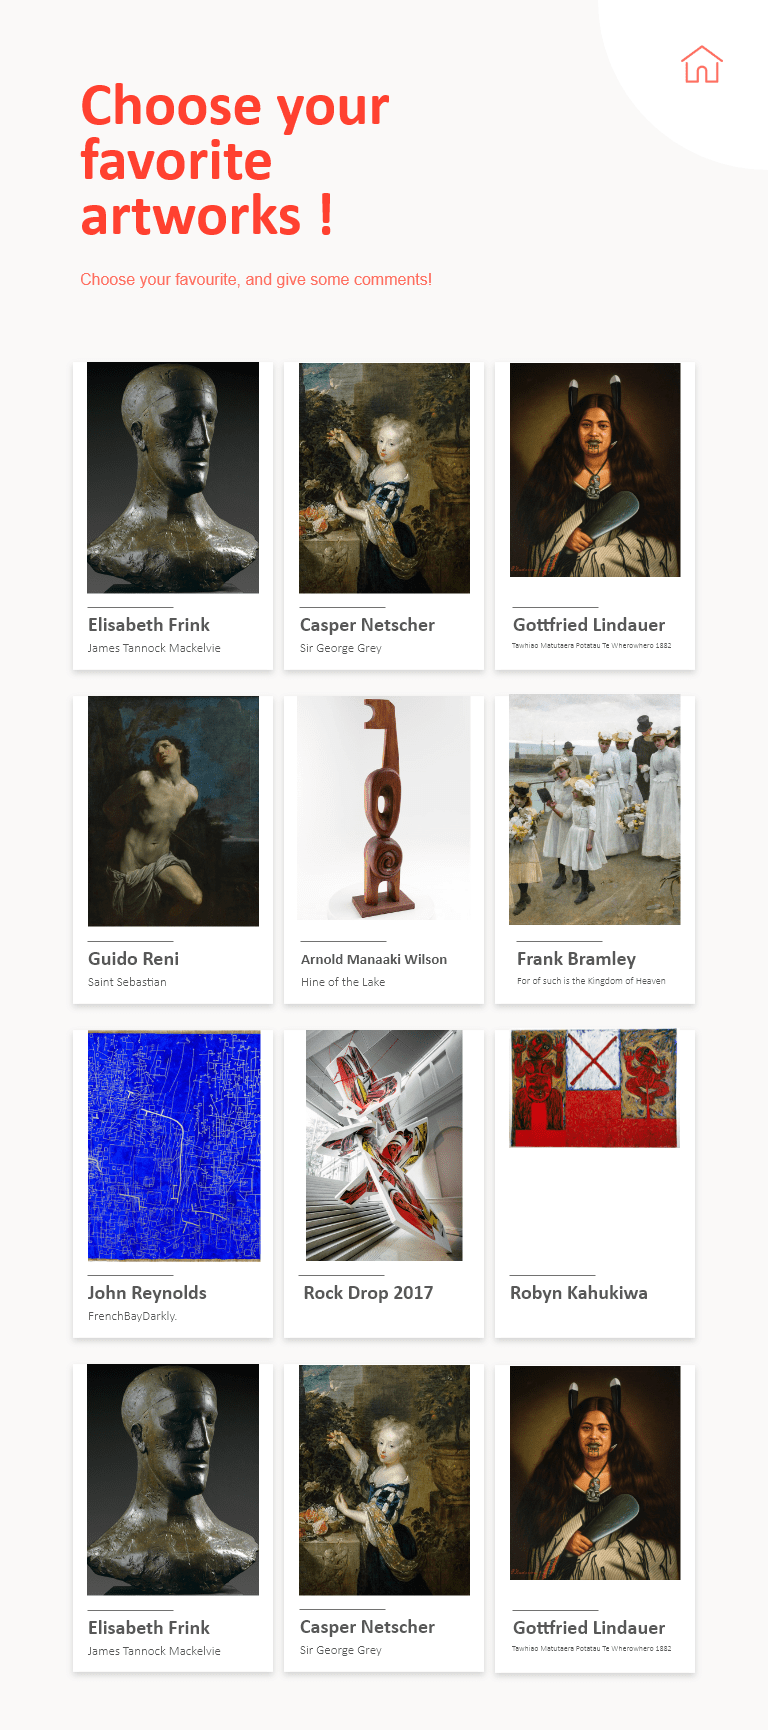 Choose your
favorite
artworks !
Choose your favourite, and give some comments!
Elisabeth Frink
James Tannock Mackelvie
Casper Netscher
Sir George Grey
Gottfried Lindauer
Tawhiao Matutaera Potatau Te Wherowhero 1882
Guido Reni
Saint Sebastian
Arnold Manaaki Wilson
Hine of the Lake
Frank Bramley
For of such is the Kingdom of Heaven
John Reynolds
FrenchBayDarkly.
Rock Drop 2017
Robyn Kahukiwa
Elisabeth Frink
James Tannock Mackelvie
Casper Netscher
Sir George Grey
Gottfried Lindauer
Tawhiao Matutaera Potatau Te Wherowhero 1882